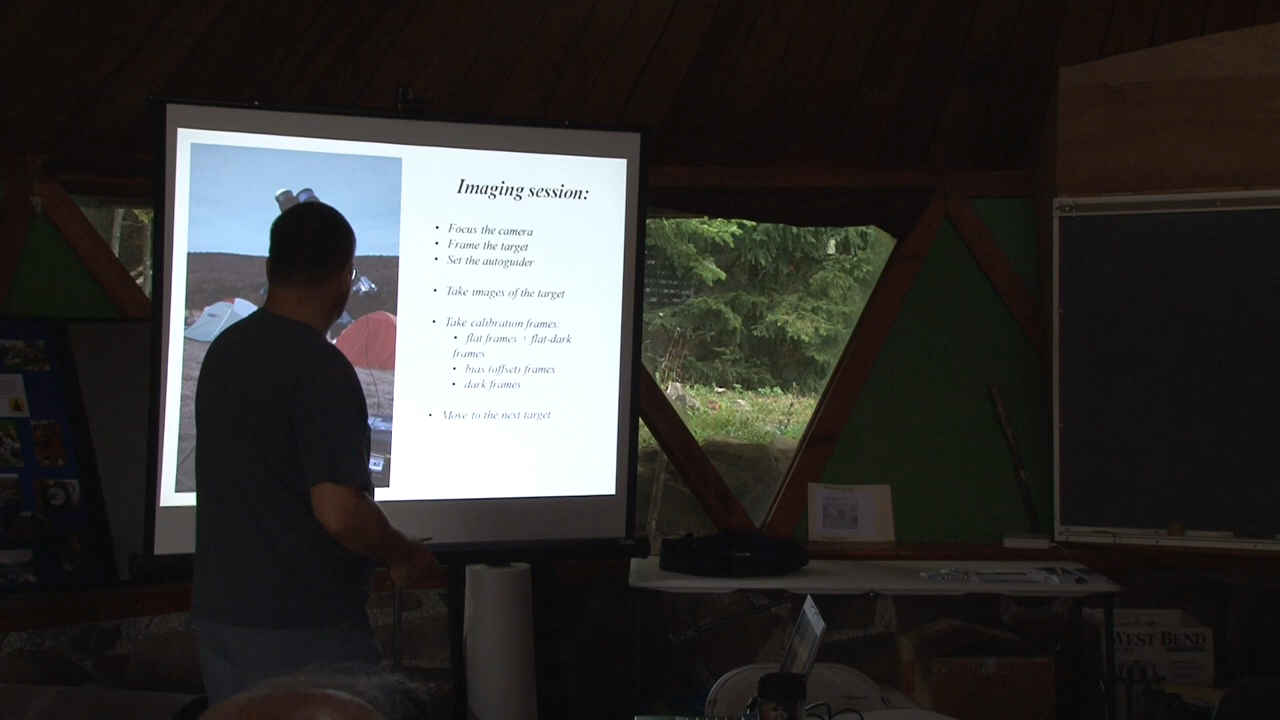 Imaging session:
• Focus the camera
• Frame the target
• Set the autoguider
• Take images of the target
• Take calibration frames:
• flat frames + flat-dark
frames
• bias (offset) frames
• dark frames
• Move to the next target
WEST BEND